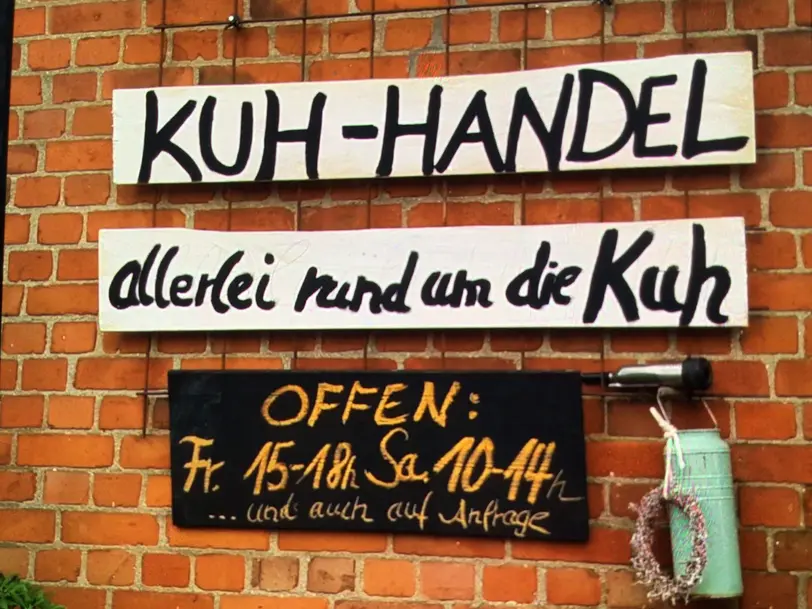 KUH-HANDEL
allerlei rund um die Kuh
OFFEN:
Fr. 15-18h Sa. 10-14h
... und auch auf Anfrage